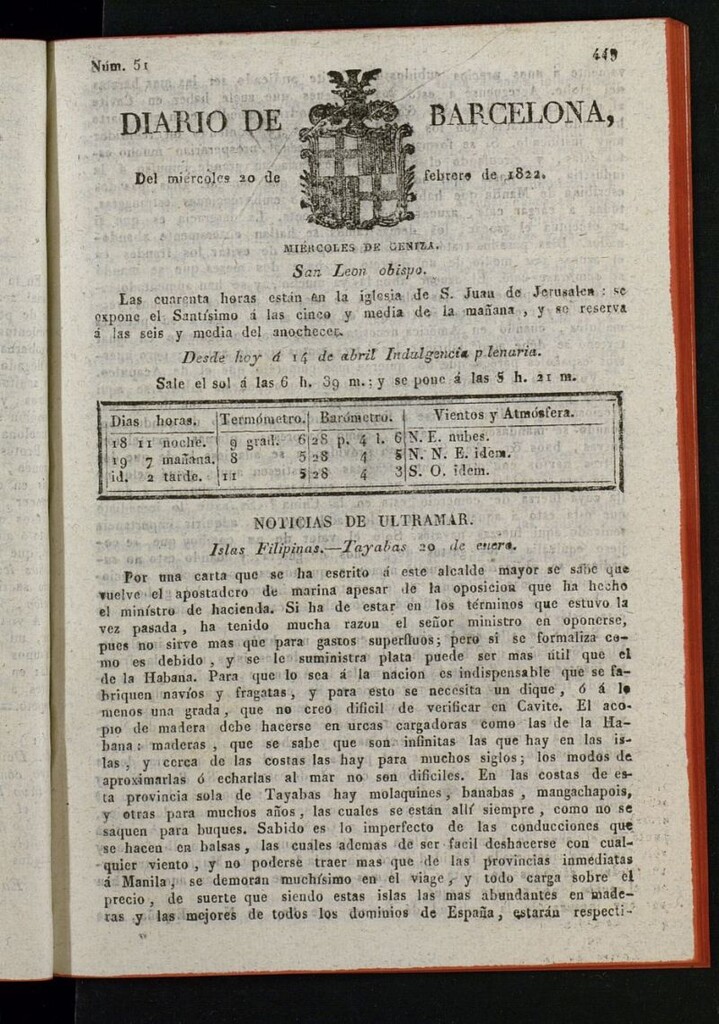 Núm. 51
449
DIARIO DE BARCELONA,
Del miércoles 20 de febrero de 1822.
MIÉRCOLES DE CENIZA.
San Leon obispo.
Las cuarenta horas están en la iglesia de S. Juan de Jerusalen : se
expone el Santísimo á las cinco y media de la mañana , y se reserva
á las seis y media del anochecer.
Desde hoy á 14 de abril Indulgencia plenaria.
Sale el sol á las 6 h. 39 m.; y se pone á las 5 h. 21 m.
Dias horas. Termómetro. Barómetro. Vientos y Atmósfera.
18 11 noche. 9 grad. 6 28 p. 4 l. 6 N. E. nubes.
19 7 mañana. 8 5 28 4 5 N. N. E. idem.
id. 2 tarde. 11 5 28 4 3 S. O. idem.
NOTICIAS DE ULTRAMAR.
Islas Filipinas.—Tayabas 20 de enero.
Por una carta que se ha escrito á este alcalde mayor se sabe que
vuelve el apostadero de marina apesar de la oposicion que ha hecho
el ministro de hacienda. Si ha de estar en los términos que estuvo la
vez pasada , ha tenido mucha razon el señor ministro en oponerse,
pues no sirve mas que para gastos superfluos; pero si se formaliza co-
mo es debido , y se le suministra plata puede ser mas útil que el
de la Habana. Para que lo sea á la nacion es indispensable que se fa-
briquen navíos y fragatas , y para esto se necesita un dique , ó á lo
menos una grada , que no creo dificil de verificar en Cavite. El aco-
pio de madera debe hacerse en urcas cargadoras como las de la Ha-
bana : maderas , que se sabe que son infinitas las que hay en las is-
las , y cerca de las costas las hay para muchos siglos; los modos de
aproximarlas ó echarlas al mar no son dificiles. En las costas de es-
ta provincia sola de Tayabas hay molaquines, banabas , mangachapois,
y otras para muchos años , las cuales se están allí siempre , como no se
saquen para buques. Sabido es lo imperfecto de las conducciones que
se hacen en balsas , las cuales ademas de ser facil deshacerse con cual-
quier viento , y no poderse traer mas que de las provincias inmediatas
á Manila, se demoran muchísimo en el viage, y todo carga sobre el
precio , de suerte que siendo estas islas las mas abundantes en made-
ras y las mejores de todos los dominios de España, estarán respecti-